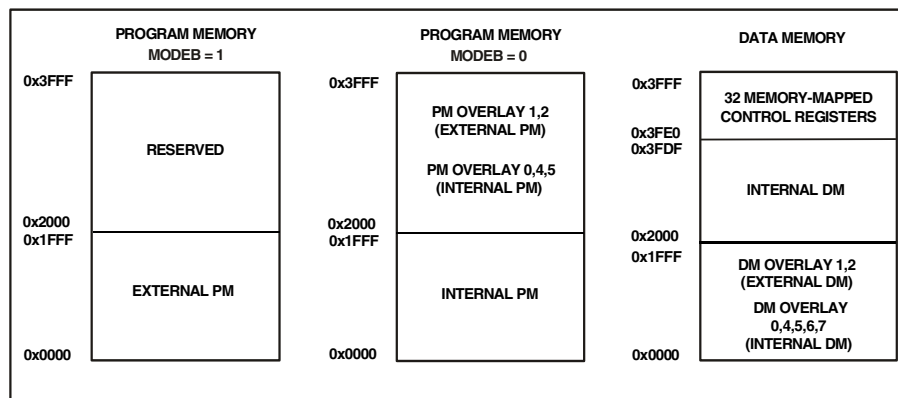 PROGRAM MEMORY
MODEB = 1
0x3FFF
RESERVED
0x2000
0x1FFF
EXTERNAL PM
0x0000
PROGRAM MEMORY
MODEB = 0
0x3FFF
PM OVERLAY 1,2
(EXTERNAL PM)
PM OVERLAY 0,4,5
(INTERNAL PM)
0x2000
0x1FFF
INTERNAL PM
0x0000
DATA MEMORY
0x3FFF
32 MEMORY-MAPPED
CONTROL REGISTERS
0x3FE0
0x3FDF
INTERNAL DM
0x2000
0x1FFF
DM OVERLAY 1,2
(EXTERNAL DM)
DM OVERLAY
0,4,5,6,7
(INTERNAL DM)
0x0000